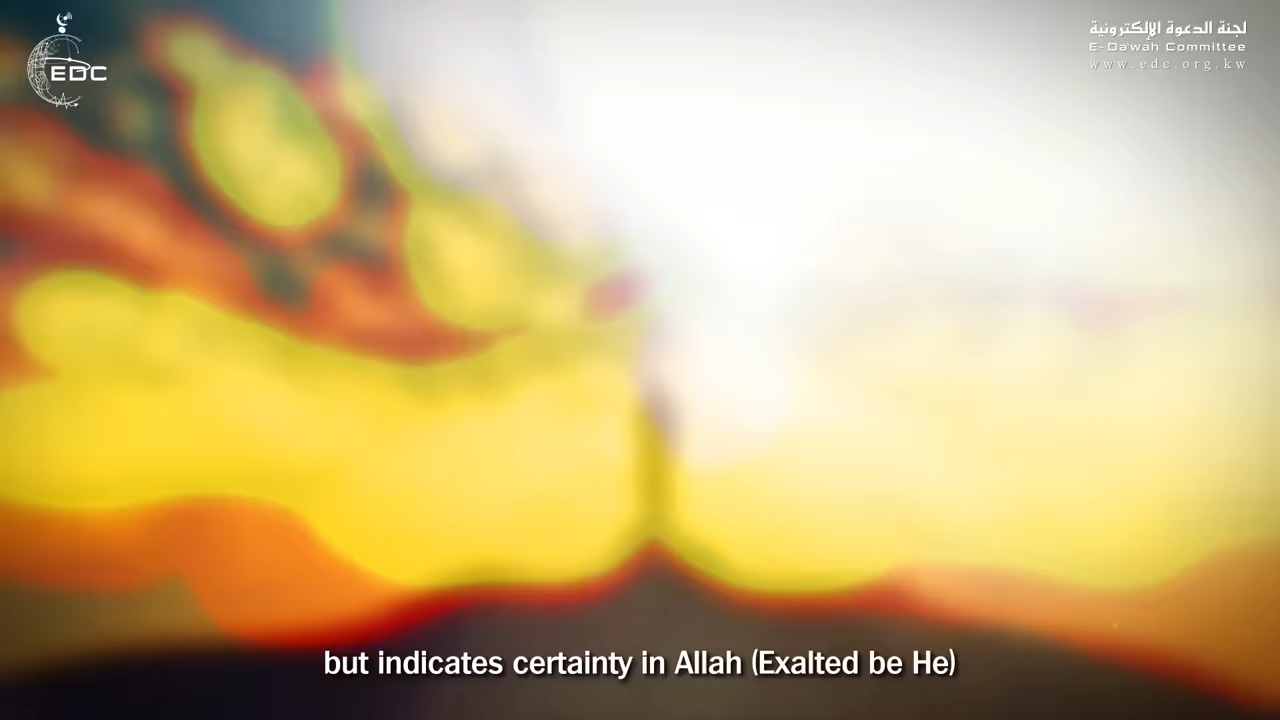 EDC
لجنة الدعوة الإلكترونية
E-Da'wah Committee
www.edc.org.kw
but indicates certainty in Allah (Exalted be He)